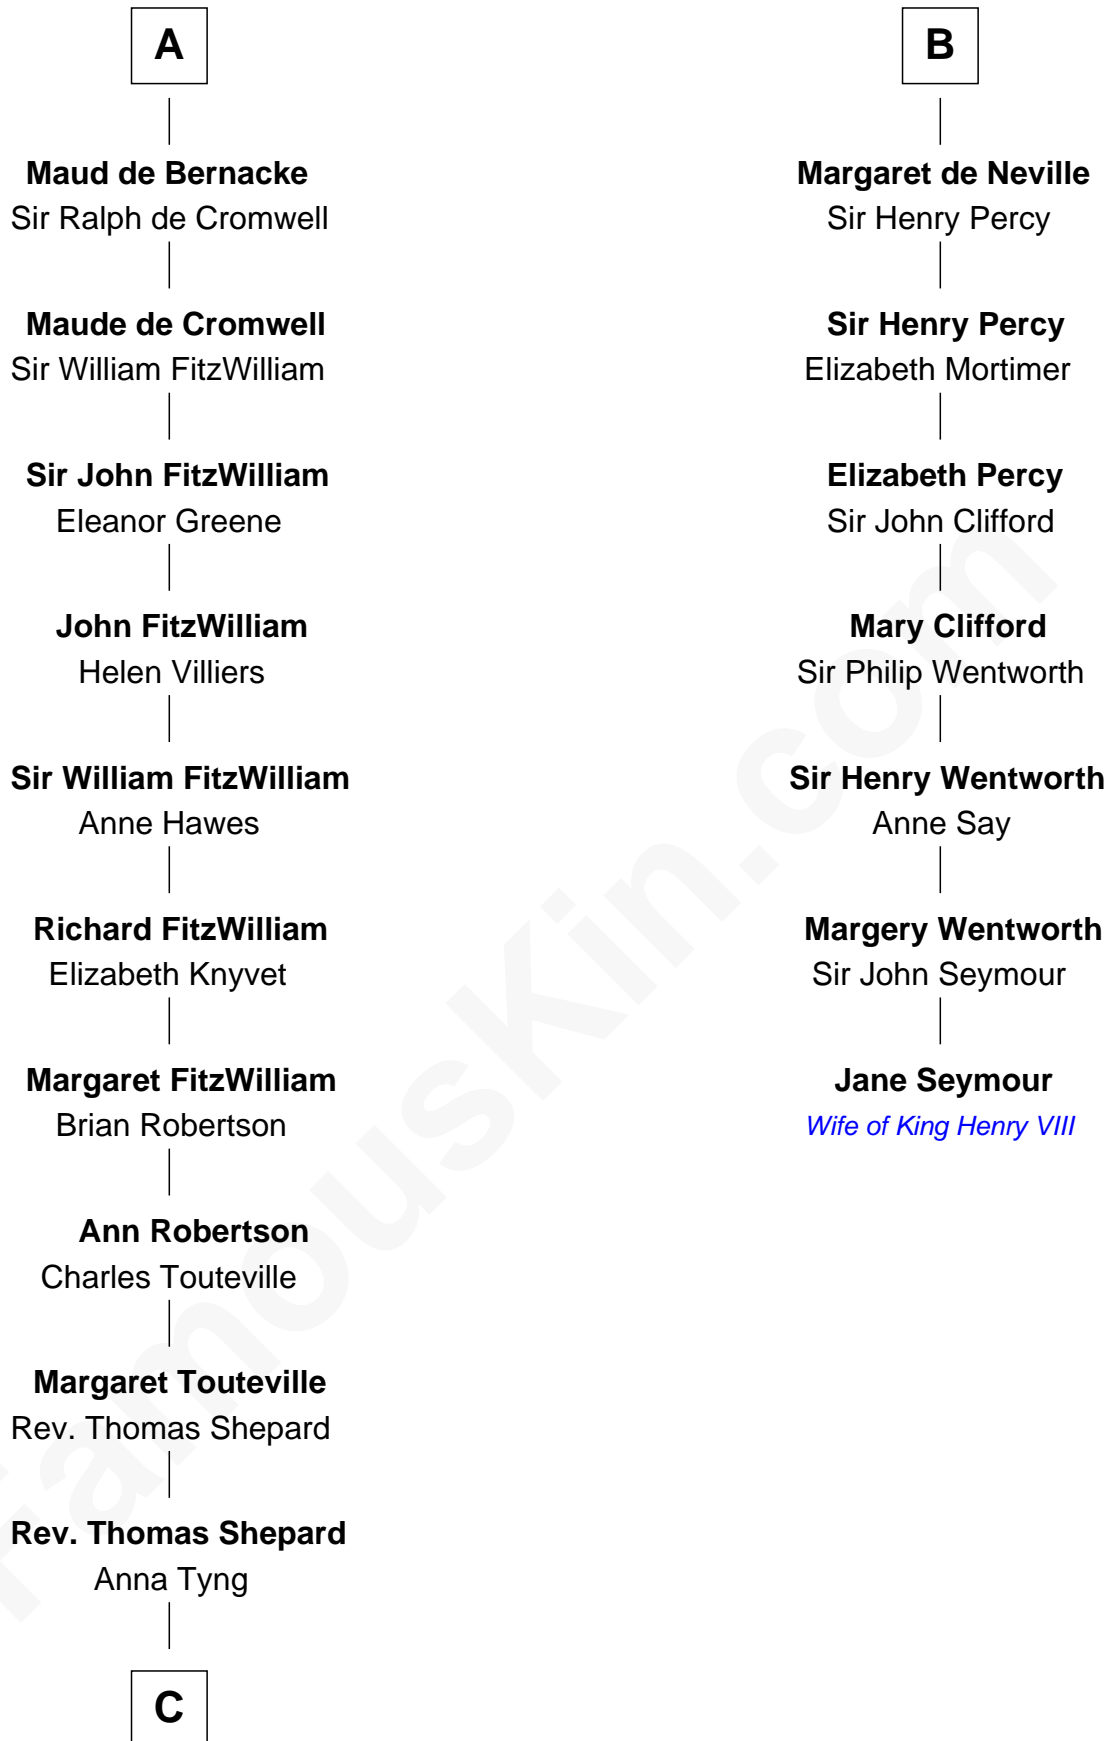 A
Maud de Bernacke
Sir Ralph de Cromwell
Maude de Cromwell
Sir William FitzWilliam
Sir John FitzWilliam
Eleanor Greene
John FitzWilliam
Helen Villiers
Sir William FitzWilliam
Anne Hawes
Richard FitzWilliam
Elizabeth Knyvet
Margaret FitzWilliam
Brian Robertson
Ann Robertson
Charles Touteville
Margaret Touteville
Rev. Thomas Shepard
Rev. Thomas Shepard
Anna Tyng
C
B
Margaret de Neville
Sir Henry Percy
Sir Henry Percy
Elizabeth Mortimer
Elizabeth Percy
Sir John Clifford
Mary Clifford
Sir Philip Wentworth
Sir Henry Wentworth
Anne Say
Margery Wentworth
Sir John Seymour
Jane Seymour
Wife of King Henry VIII
FamousKin.com